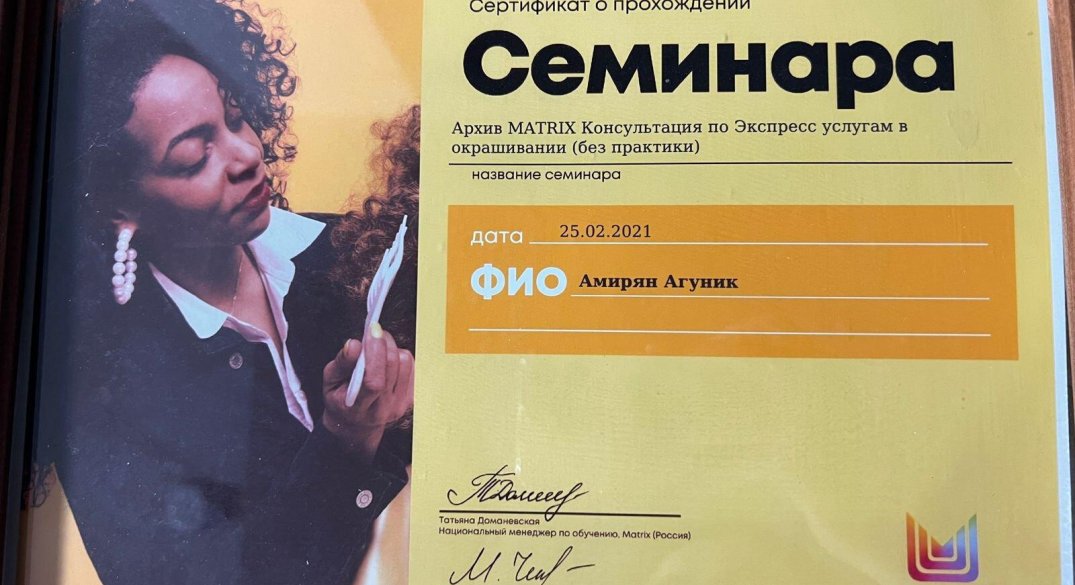 Сертификат о прохождении
Семинара
Архив MATRIX Консультация по Экспресс услугам в
окрашивании (без практики)
название семинара
дата 25.02.2021
ФИО Амирян Агуник
Татьяна Доманевская
Национальный менеджер по обучению, Matrix (Россия)